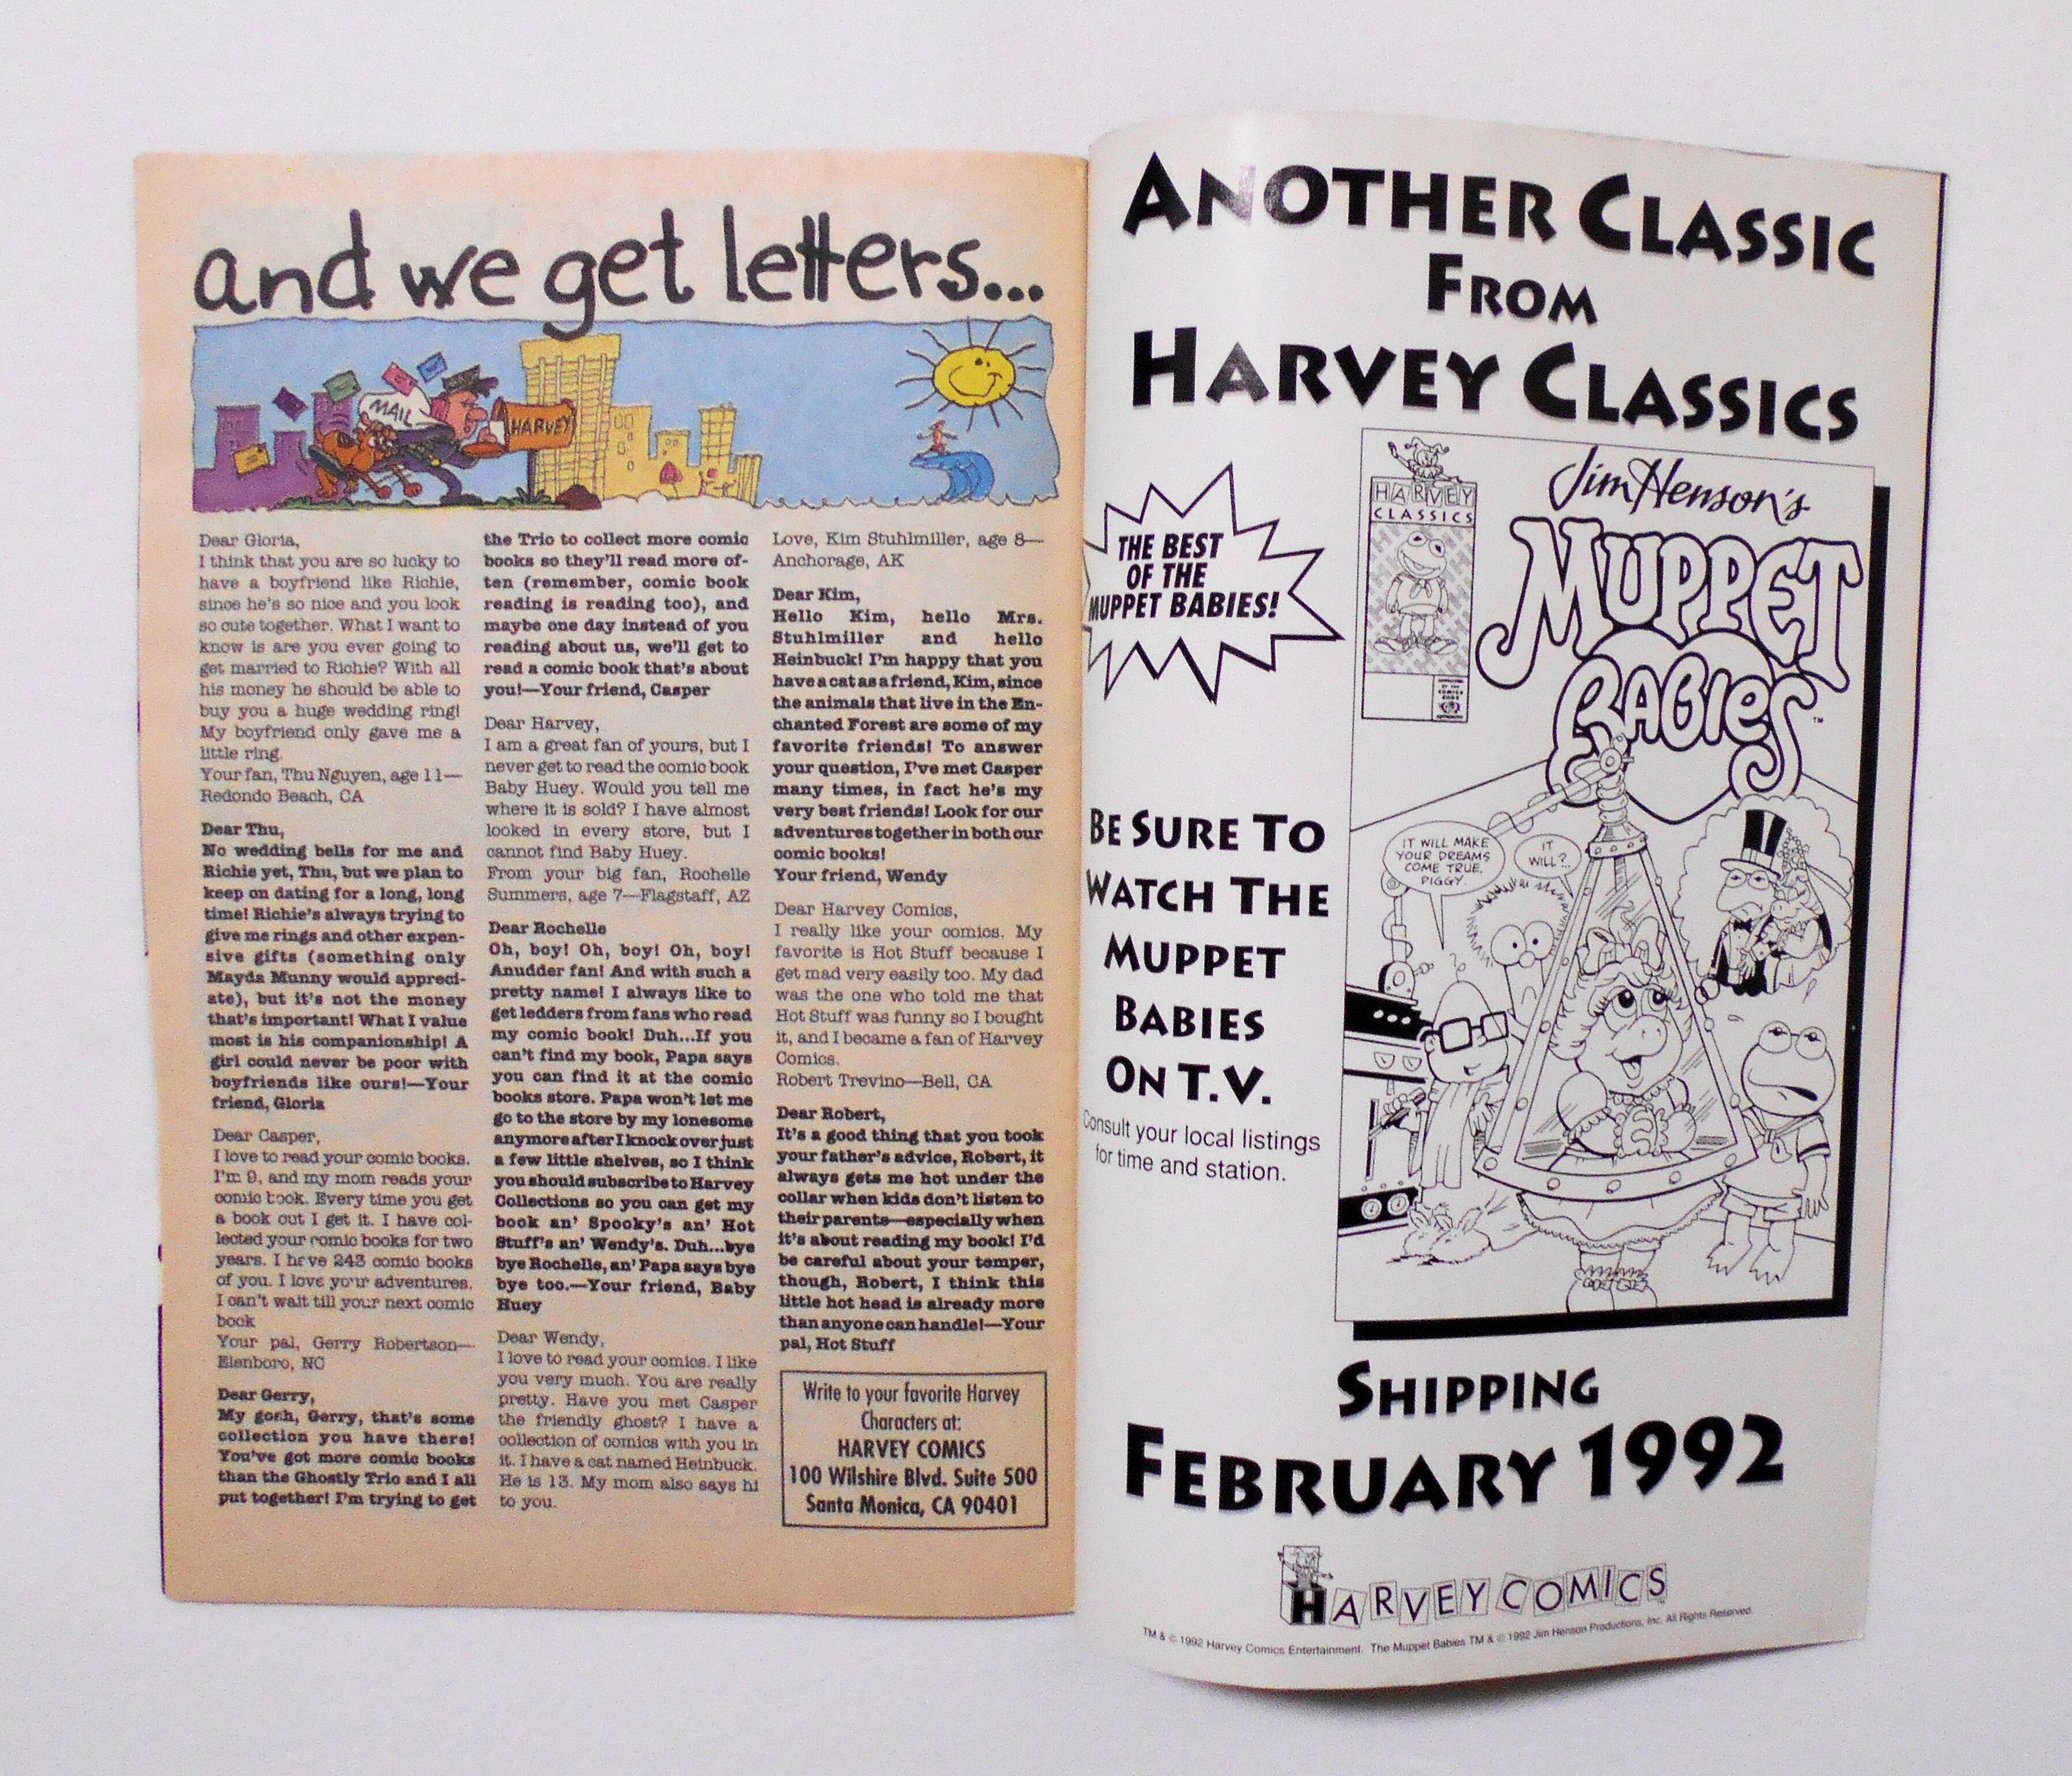 and we get letters...
MAIL
HARVEY
Dear Gloria,
I think that you are so lucky to
have a boyfriend like Richie,
since he's so nice and you look
so cute together. What I want to
know is are you ever going to
get married to Richie? With all
his money he should be able to
buy you a huge wedding ring!
My boyfriend only gave me a
little ring.
Your fan, Thu Nguyen, age 11—
Redondo Beach, CA
Dear Thu,
No wedding bells for me and
Richie yet, Thu, but we plan to
keep on dating for a long, long
time! Richie's always trying to
give me rings and other expen-
sive gifts (something only
Mayda Munny would appreci-
ate), but it's not the money
that's important! What I value
most is his companionship! A
girl could never be poor with
boyfriends like ours!—Your
friend, Gloria
Dear Casper,
I love to read your comic books.
I'm 9, and my mom reads your
comic book. Every time you get
a book out I get it. I have col-
lected your comic books for two
years. I have 243 comic books
of you. I love your adventures.
I can't wait till your next comic
book
Your pal, Gerry Robertson—
Elenboro, NC
Dear Gerry,
My gosh, Gerry, that's some
collection you have there!
You've got more comic books
than the Ghostly Trio and I all
put together! I'm trying to get
the Trio to collect more comic
books so they'll read more of-
ten (remember, comic book
reading is reading too), and
maybe one day instead of you
reading about us, we'll get to
read a comic book that's about
you!—Your friend, Casper
Dear Harvey,
I am a great fan of yours, but I
never get to read the comic book
Baby Huey. Would you tell me
where it is sold? I have almost
looked in every store, but I
cannot find Baby Huey.
From your big fan, Rochelle
Summers, age 7—Flagstaff, AZ
Dear Rochelle
Oh, boy! Oh, boy! Oh, boy!
Anudder fan! And with such a
pretty name! I always like to
get ledders from fans who read
my comic book! Duh...If you
can't find my book, Papa says
you can find it at the comic
books store. Papa won't let me
go to the store by my lonesome
anymore after I knock over just
a few little shelves, so I think
you should subscribe to Harvey
Collections so you can get my
book an' Spooky's an' Hot
Stuff's an' Wendy's. Duh...bye
bye Rochelle, an' Papa says bye
bye too.—Your friend, Baby
Huey
Dear Wendy,
I love to read your comics. I like
you very much. You are really
pretty. Have you met Casper
the friendly ghost? I have a
collection of comics with you in
it. I have a cat named Heinbuck.
He is 13. My mom also says hi
to you.
Love, Kim Stuhlmiller, age 8—
Anchorage, AK
Dear Kim,
Hello Kim, hello Mrs.
Stuhlmiller and hello
Heinbuck! I'm happy that you
have a cat as a friend, Kim, since
the animals that live in the En-
chanted Forest are some of my
favorite friends! To answer
your question, I've met Casper
many times, in fact he's my
very best friends! Look for our
adventures together in both our
comic books!
Your friend, Wendy
Dear Harvey Comics,
I really like your comics. My
favorite is Hot Stuff because I
get mad very easily too. My dad
was the one who told me that
Hot Stuff was funny so I bought
it, and I became a fan of Harvey
Comics.
Robert Trevino—Bell, CA
Dear Robert,
It's a good thing that you took
your father's advice, Robert, it
always gets me hot under the
collar when kids don't listen to
their parents—especially when
it's about reading my book! I'd
be careful about your temper,
though, Robert, I think this
little hot head is already more
than anyone can handle!—Your
pal, Hot Stuff
Write to your favorite Harvey
Characters at:
HARVEY COMICS
100 Wilshire Blvd. Suite 500
Santa Monica, CA 90401
ANOTHER CLASSIC
FROM
HARVEY CLASSICS
THE BEST
OF THE
MUPPET BABIES!
BE SURE TO
WATCH THE
MUPPET
BABIES
ON T.V.
Consult your local listings
for time and station.
HARVEY
CLASSICS
Jim Henson's
MUPPET
BABIES
TM
IT WILL MAKE
YOUR DREAMS
COME TRUE,
PIGGY.
IT
WILL?..
SHIPPING
FEBRUARY 1992
HARVEY COMICS
TM & © 1992 Harvey Comics Entertainment. The Muppet Babies TM & © 1992 Jim Henson Productions, Inc. All Rights Reserved.